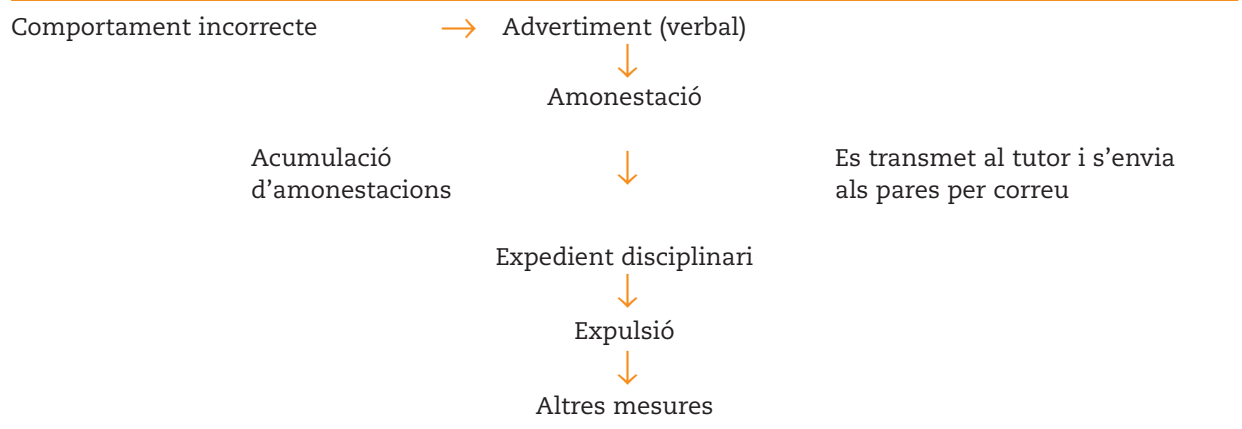 Comportament incorrecte → Advertiment (verbal)
↓
Amonestació
Acumulació
d’amonestacions
↓
Es transmet al tutor i s’envia
als pares per correu
Expedient disciplinari
↓
Expulsió
↓
Altres mesures